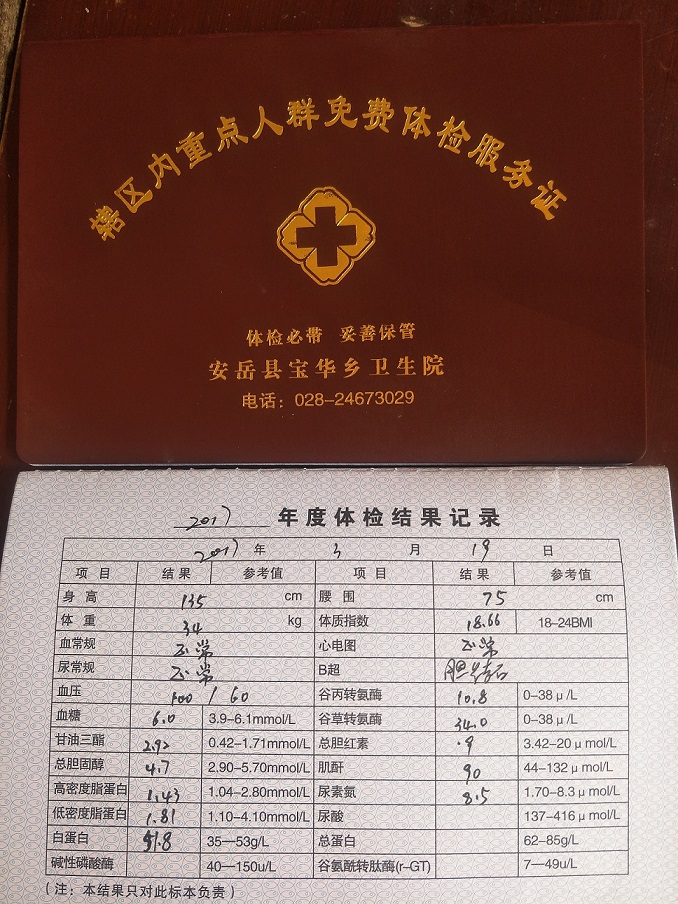 辖区内重点人群免费体检服务证
体检必带 妥善保管
安岳县宝华乡卫生院
电话：028-24673029
2017 年度体检结果记录
2017 年 3 月 19 日
项目 结果 参考值 项目 结果 参考值
身高 135 cm 腰围 75 cm
体重 34 kg 体质指数 18.66 18-24BMI
血常规 正常 心电图 正常
尿常规 正常 B超 胆结石
血压 100 / 60 谷丙转氨酶 10.8 0-38μ/L
血糖 6.0 3.9-6.1mmol/L 谷草转氨酶 34.0 0-38μ/L
甘油三酯 2.92 0.42-1.71mmol/L 总胆红素 .9 3.42-20μmol/L
总胆固醇 4.7 2.90-5.70mmol/L 肌酐 90 44-132μmol/L
高密度脂蛋白 1.43 1.04-2.80mmol/L 尿素氮 8.5 1.70-8.3μmol/L
低密度脂蛋白 1.81 1.10-4.10mmol/L 尿酸 137-416μmol/L
白蛋白 51.8 35—53g/L 总蛋白 62-85g/L
碱性磷酸酶 40—150u/L 谷氨酰转肽酶(r-GT) 7—49u/L
(注：本结果只对此标本负责)